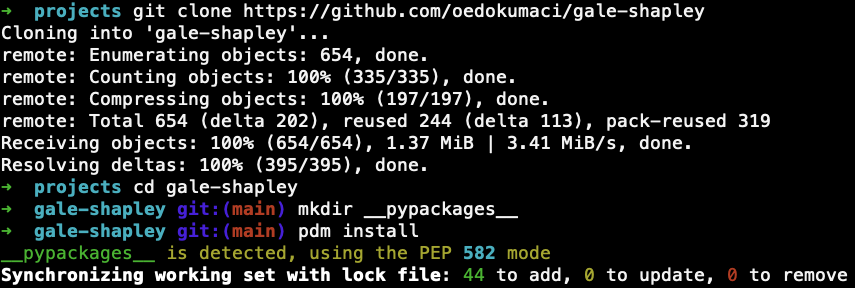 → projects git clone https://github.com/oedokumaci/gale-shapley
Cloning into 'gale-shapley'...
remote: Enumerating objects: 654, done.
remote: Counting objects: 100% (335/335), done.
remote: Compressing objects: 100% (197/197), done.
remote: Total 654 (delta 202), reused 244 (delta 113), pack-reused 319
Receiving objects: 100% (654/654), 1.37 MiB | 3.41 MiB/s, done.
Resolving deltas: 100% (395/395), done.
→ projects cd gale-shapley
→ gale-shapley git:(main) mkdir __pypackages__
→ gale-shapley git:(main) pdm install
__pypackages__ is detected, using the PEP 582 mode
Synchronizing working set with lock file: 44 to add, 0 to update, 0 to remove